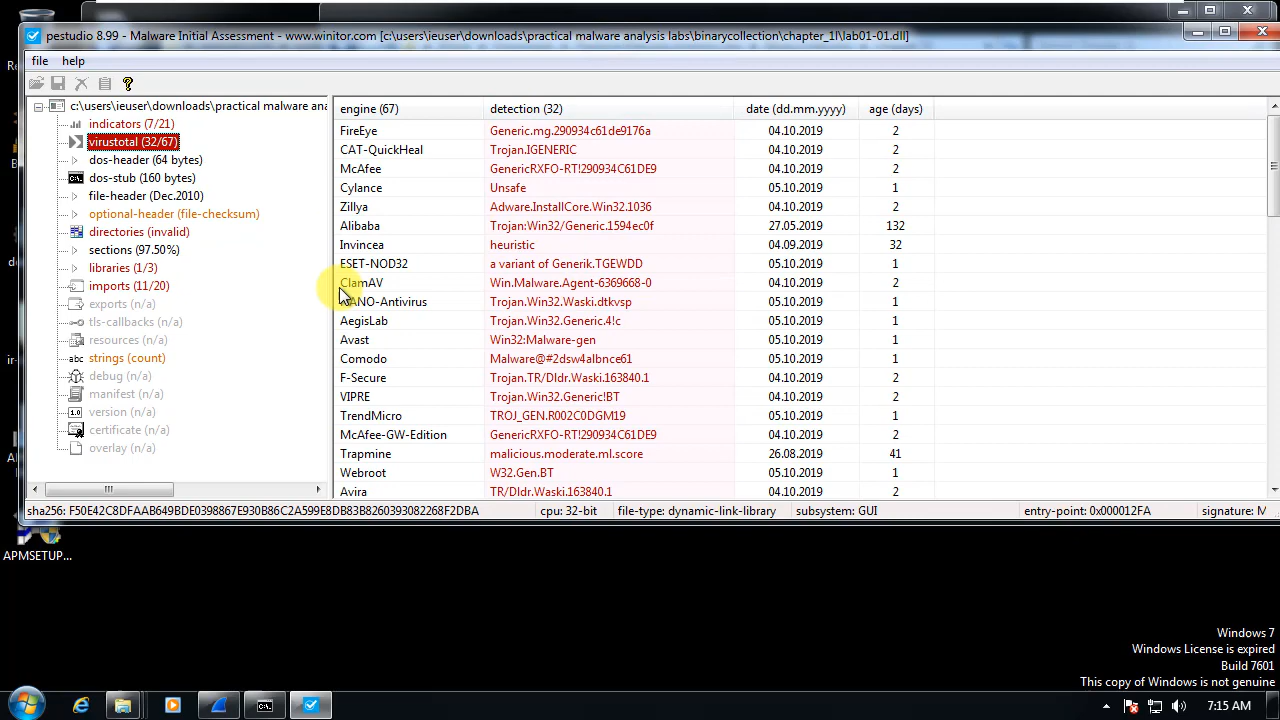 pestudio 8.99 - Malware Initial Assessment - www.winitor.com [c:\users\ieuser\downloads\practical malware analysis labs\binarycollection\chapter_1l\lab01-01.dll]
file help
c:\users\ieuser\downloads\practical malware ana
indicators (7/21)
virustotal (32/67)
dos-header (64 bytes)
dos-stub (160 bytes)
file-header (Dec.2010)
optional-header (file-checksum)
directories (invalid)
sections (97.50%)
libraries (1/3)
imports (11/20)
exports (n/a)
tls-callbacks (n/a)
resources (n/a)
abc strings (count)
debug (n/a)
manifest (n/a)
1.0 version (n/a)
certificate (n/a)
overlay (n/a)
engine (67) detection (32) date (dd.mm.yyyy) age (days)
FireEye Generic.mg.290934c61de9176a 04.10.2019 2
CAT-QuickHeal Trojan.IGENERIC 04.10.2019 2
McAfee GenericRXFO-RT!290934C61DE9 04.10.2019 2
Cylance Unsafe 05.10.2019 1
Zillya Adware.InstallCore.Win32.1036 04.10.2019 2
Alibaba Trojan:Win32/Generic.1594ec0f 27.05.2019 132
Invincea heuristic 04.09.2019 32
ESET-NOD32 a variant of Generik.TGEWDD 05.10.2019 1
ClamAV Win.Malware.Agent-6369668-0 04.10.2019 2
NANO-Antivirus Trojan.Win32.Waski.dtkvsp 05.10.2019 1
AegisLab Trojan.Win32.Generic.4!c 05.10.2019 1
Avast Win32:Malware-gen 05.10.2019 1
Comodo Malware@#2dsw4albnce61 05.10.2019 1
F-Secure Trojan.TR/Dldr.Waski.163840.1 04.10.2019 2
VIPRE Trojan.Win32.Generic!BT 04.10.2019 2
TrendMicro TROJ_GEN.R002C0DGM19 05.10.2019 1
McAfee-GW-Edition GenericRXFO-RT!290934C61DE9 04.10.2019 2
Trapmine malicious.moderate.ml.score 26.08.2019 41
Webroot W32.Gen.BT 05.10.2019 1
Avira TR/Dldr.Waski.163840.1 04.10.2019 2
sha256: F50E42C8DFAAB649BDE0398867E930B86C2A599E8DB83B8260393082268F2DBA cpu: 32-bit file-type: dynamic-link-library subsystem: GUI entry-point: 0x000012FA signature: M
APMSETUP...
Windows 7
Windows License is expired
Build 7601
This copy of Windows is not genuine
7:15 AM